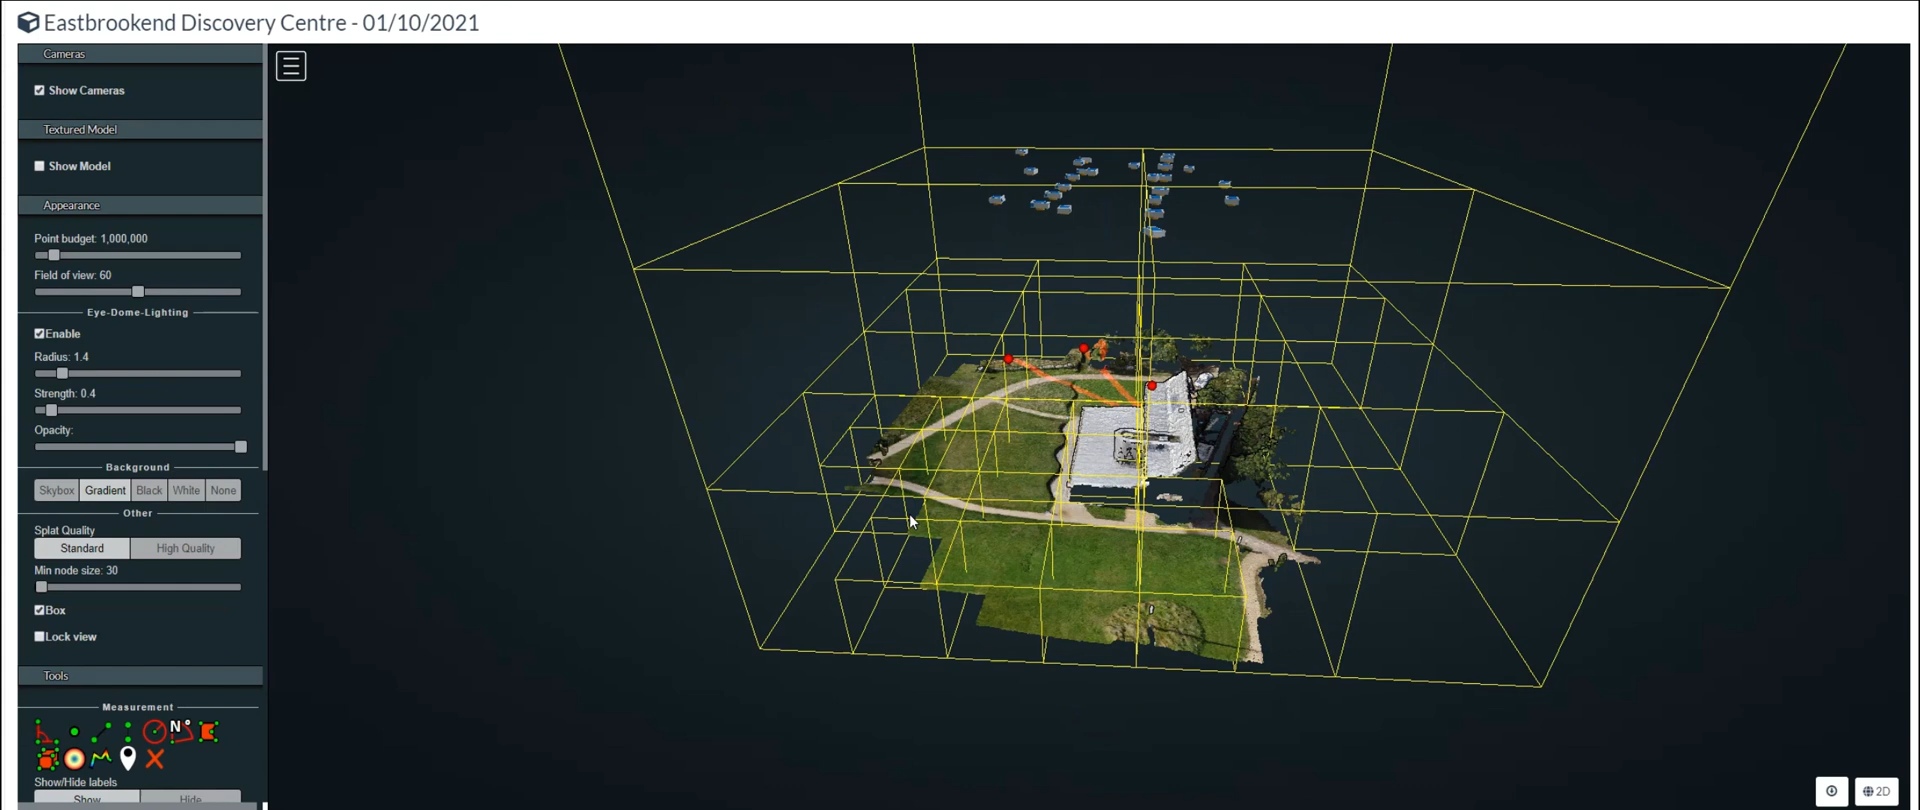 Eastbrookend Discovery Centre - 01/10/2021
Cameras
Show Cameras
Textured Model
Show Model
Appearance
Point budget: 1,000,000
Field of view: 60
Eye-Dome-Lighting
Enable
Radius: 1.4
Strength: 0.4
Opacity:
Background
Skybox Gradient Black White None
Other
Splat Quality
Standard High Quality
Min node size: 30
Box
Lock view
Tools
Measurement
N°
Show/Hide labels
Show Hide
2D